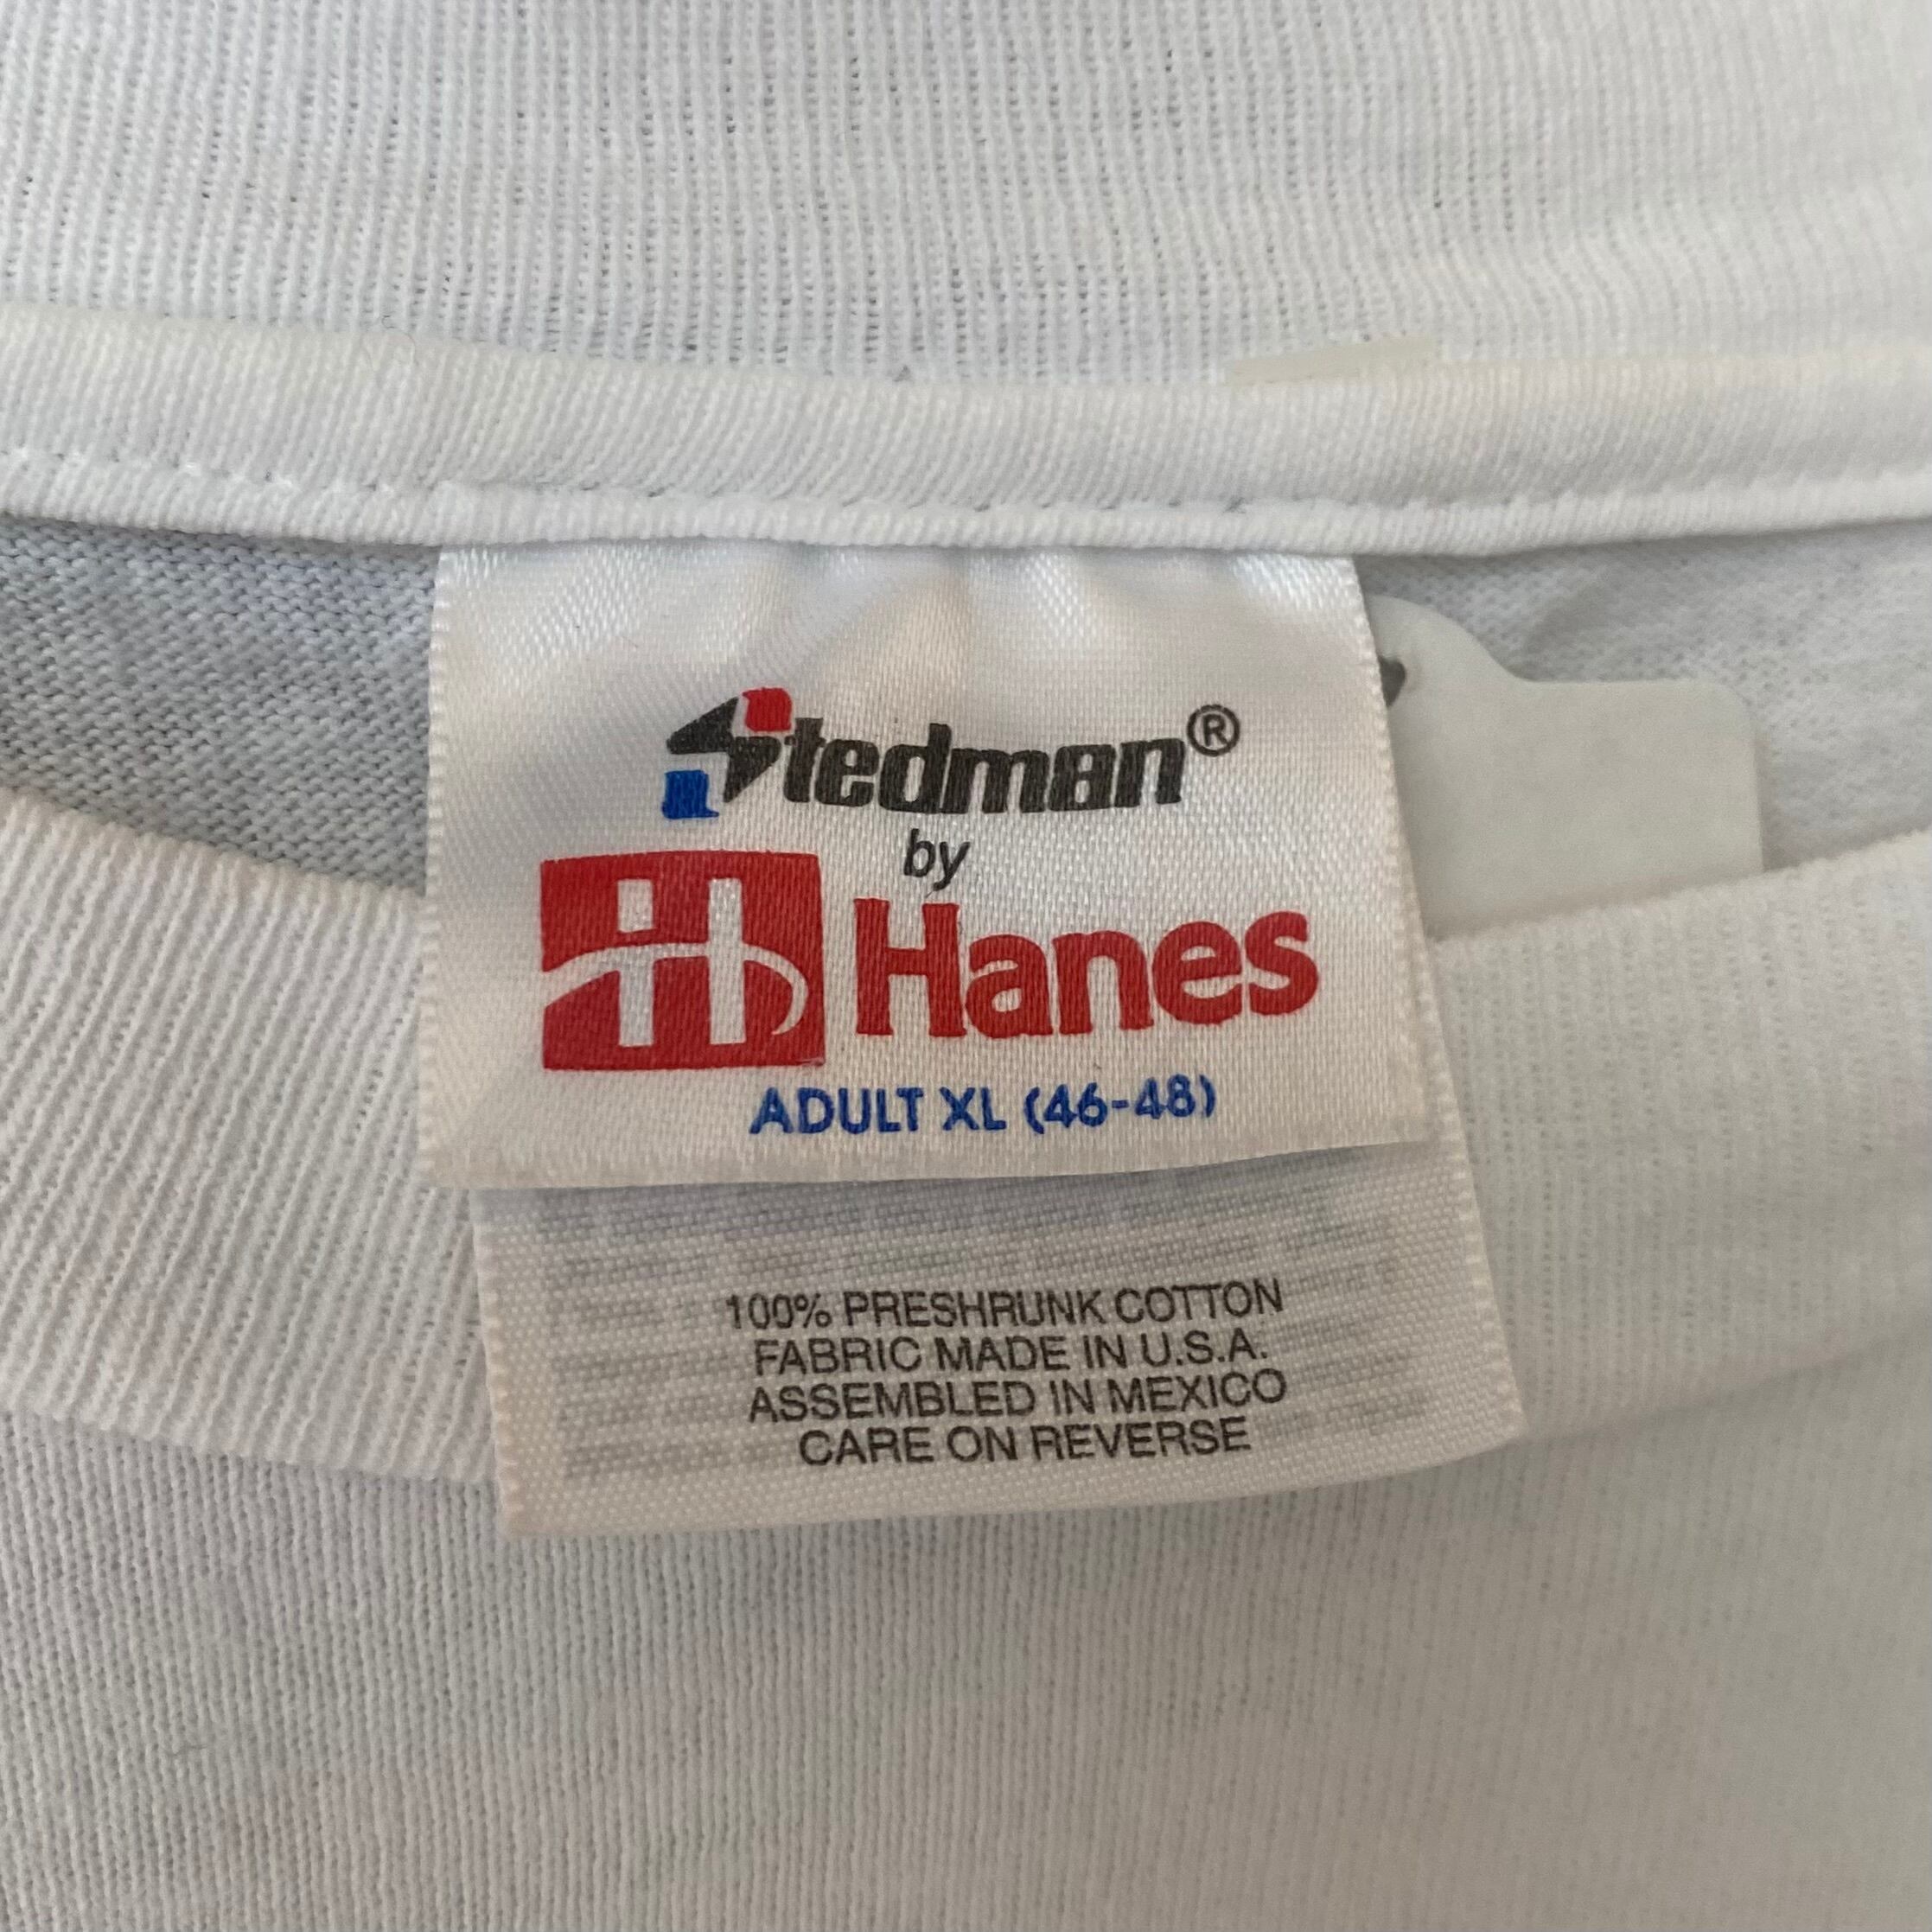 Stedman®
by
Hanes
ADULT XL (46-48)
100% PRESHRUNK COTTON
FABRIC MADE IN U.S.A.
ASSEMBLED IN MEXICO
CARE ON REVERSE